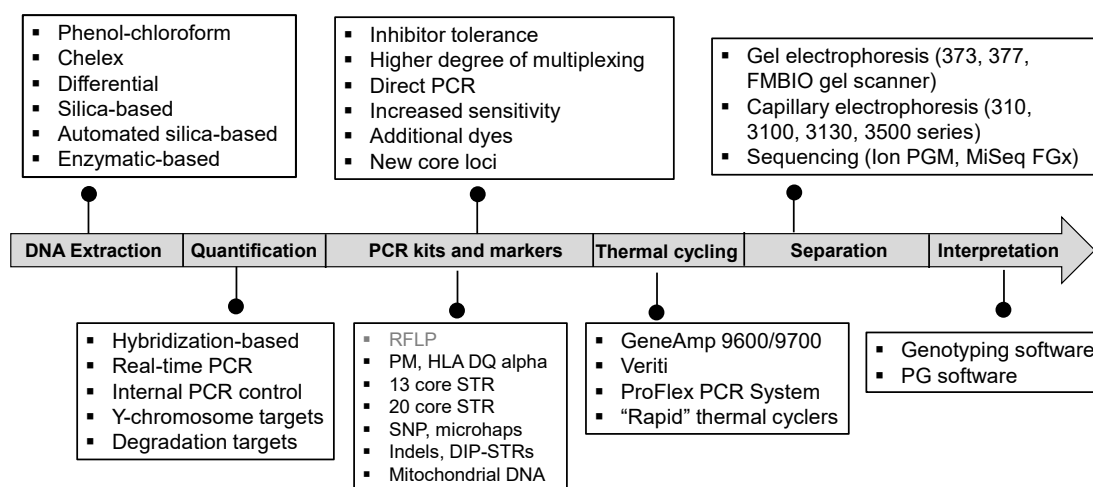 ▪ Phenol-chloroform
▪ Chelex
▪ Differential
▪ Silica-based
▪ Automated silica-based
▪ Enzymatic-based
▪ Inhibitor tolerance
▪ Higher degree of multiplexing
▪ Direct PCR
▪ Increased sensitivity
▪ Additional dyes
▪ New core loci
▪ Gel electrophoresis (373, 377,
FMBIO gel scanner)
▪ Capillary electrophoresis (310,
3100, 3130, 3500 series)
▪ Sequencing (Ion PGM, MiSeq FGx)
DNA Extraction
Quantification
PCR kits and markers
Thermal cycling
Separation
Interpretation
▪ Hybridization-based
▪ Real-time PCR
▪ Internal PCR control
▪ Y-chromosome targets
▪ Degradation targets
▪ RFLP
▪ PM, HLA DQ alpha
▪ 13 core STR
▪ 20 core STR
▪ SNP, microhaps
▪ Indels, DIP-STRs
▪ Mitochondrial DNA
▪ GeneAmp 9600/9700
▪ Veriti
▪ ProFlex PCR System
▪ “Rapid” thermal cyclers
▪ Genotyping software
▪ PG software